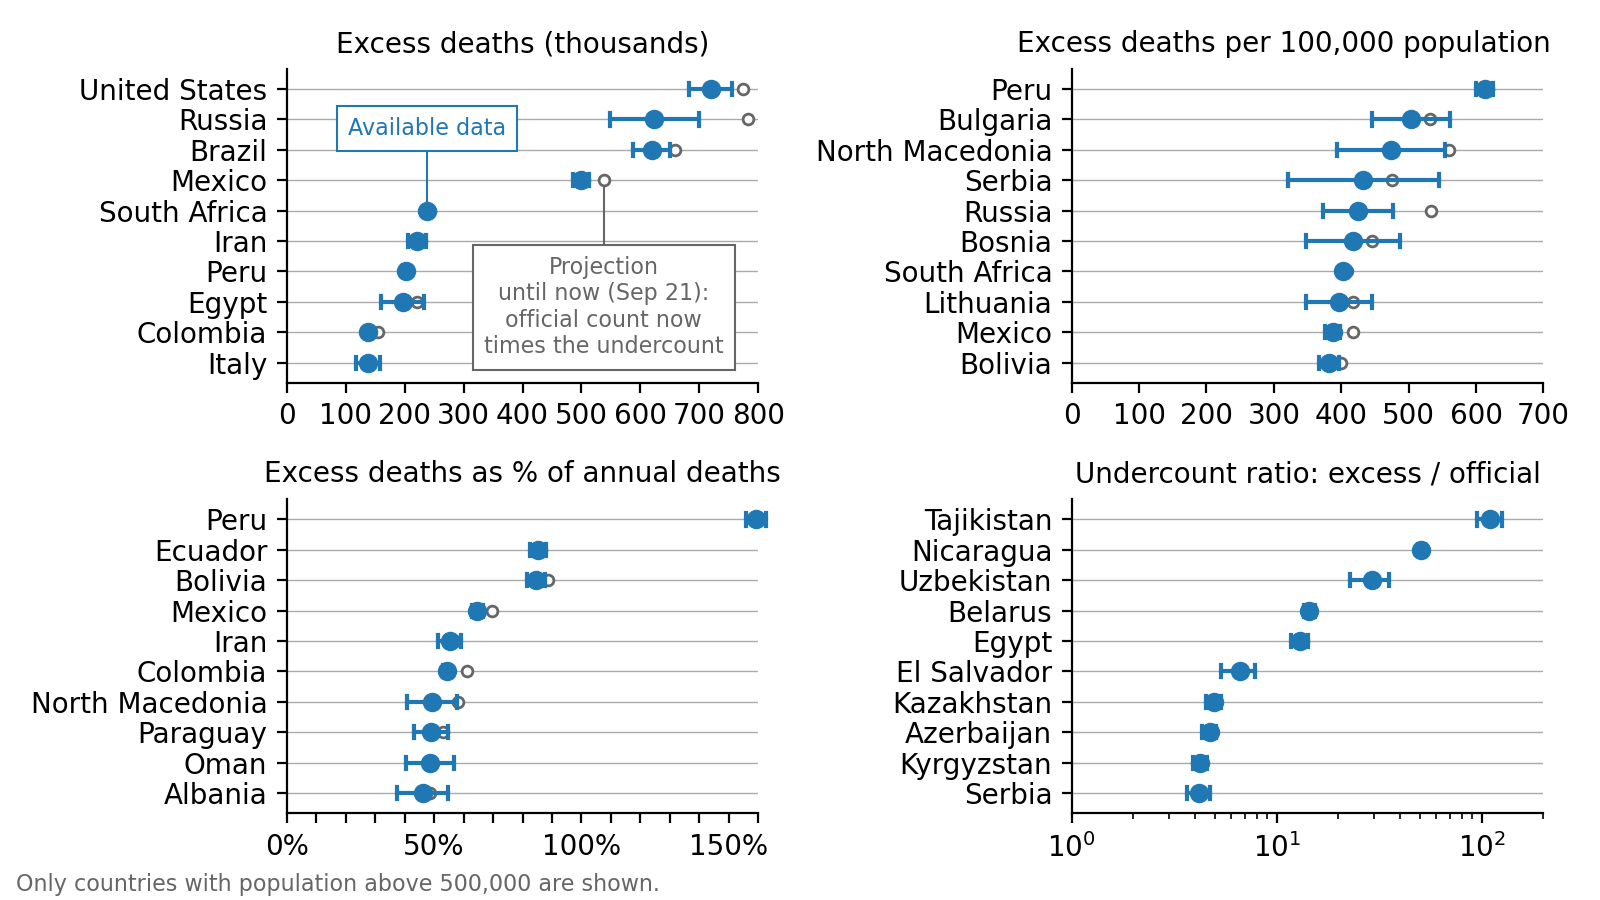 Excess deaths (thousands)
United States
Russia
Brazil
Mexico
South Africa
Iran
Peru
Egypt
Colombia
Italy
Available data
Projection
until now (Sep 21):
official count now
times the undercount
0 100 200 300 400 500 600 700 800
Excess deaths per 100,000 population
Peru
Bulgaria
North Macedonia
Serbia
Russia
Bosnia
South Africa
Lithuania
Mexico
Bolivia
0 100 200 300 400 500 600 700
Excess deaths as % of annual deaths
Peru
Ecuador
Bolivia
Mexico
Iran
Colombia
North Macedonia
Paraguay
Oman
Albania
0% 50% 100% 150%
Undercount ratio: excess / official
Tajikistan
Nicaragua
Uzbekistan
Belarus
Egypt
El Salvador
Kazakhstan
Azerbaijan
Kyrgyzstan
Serbia
10⁰ 10¹ 10²
Only countries with population above 500,000 are shown.